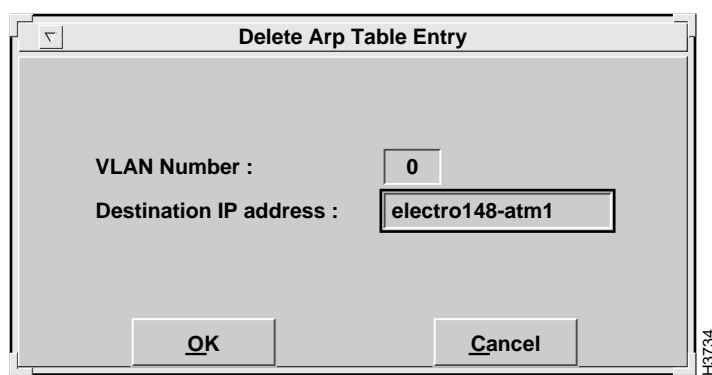 Delete Arp Table Entry
VLAN Number : 0
Destination IP address : electro148-atm1
OK Cancel
H3734